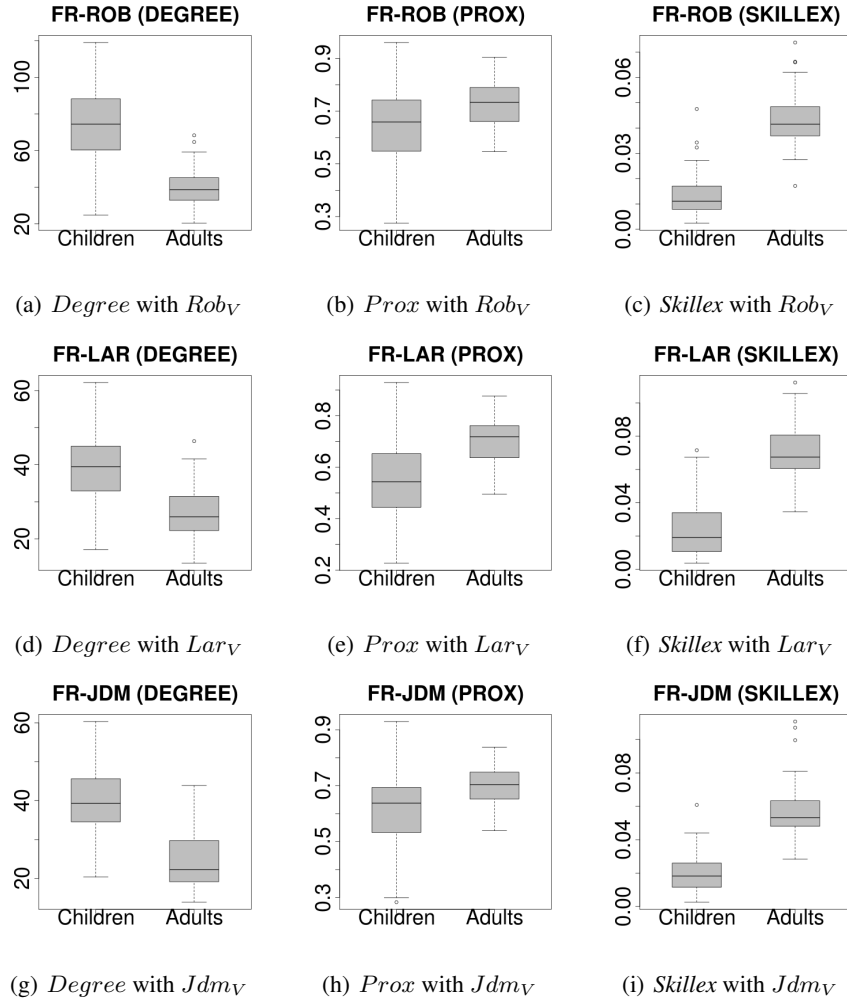 FR-ROB (DEGREE)
FR-ROB (PROX)
FR-ROB (SKILLEX)
20 60 100
0.3 0.5 0.7 0.9
0.00 0.03 0.06
Children Adults
Children Adults
Children Adults
(a) Degree with RobV
(b) Prox with RobV
(c) Skillex with RobV
FR-LAR (DEGREE)
FR-LAR (PROX)
FR-LAR (SKILLEX)
20 40 60
0.2 0.4 0.6 0.8
0.00 0.04 0.08
Children Adults
Children Adults
Children Adults
(d) Degree with LarV
(e) Prox with LarV
(f) Skillex with LarV
FR-JDM (DEGREE)
FR-JDM (PROX)
FR-JDM (SKILLEX)
20 40 60
0.3 0.5 0.7 0.9
0.00 0.04 0.08
Children Adults
Children Adults
Children Adults
(g) Degree with JdmV
(h) Prox with JdmV
(i) Skillex with JdmV